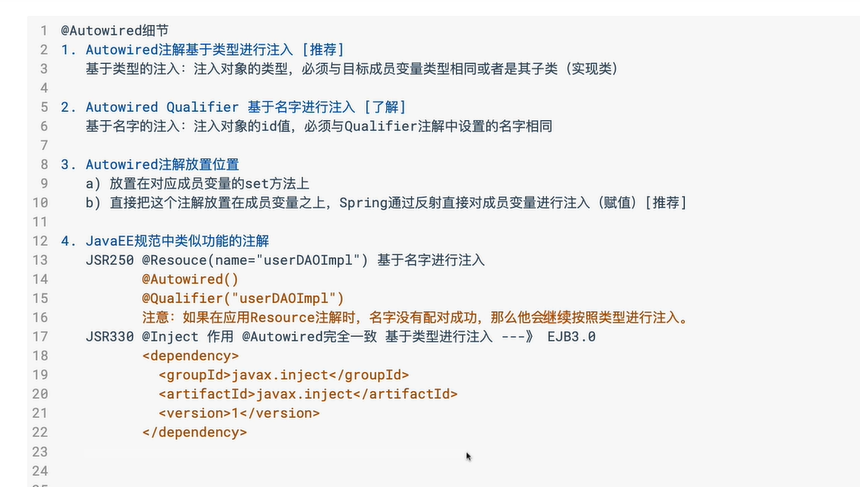 1 @Autowired细节
2 1. Autowired注解基于类型进行注入 [推荐]
3 基于类型的注入：注入对象的类型，必须与目标成员变量类型相同或者是其子类（实现类）
4
5 2. Autowired Qualifier 基于名字进行注入 [了解]
6 基于名字的注入：注入对象的id值，必须与Qualifier注解中设置的名字相同
7
8 3. Autowired注解放置位置
9 a) 放置在对应成员变量的set方法上
10 b) 直接把这个注解放置在成员变量之上，Spring通过反射直接对成员变量进行注入（赋值）[推荐]
11
12 4. JavaEE规范中类似功能的注解
13 JSR250 @Resouce(name="userDAOImpl") 基于名字进行注入
14 @Autowired()
15 @Qualifier("userDAOImpl")
16 注意：如果在应用Resource注解时，名字没有配对成功，那么他会继续按照类型进行注入。
17 JSR330 @Inject 作用 @Autowired完全一致 基于类型进行注入 ---》 EJB3.0
18 <dependency>
19 <groupId>javax.inject</groupId>
20 <artifactId>javax.inject</artifactId>
21 <version>1</version>
22 </dependency>
23
24